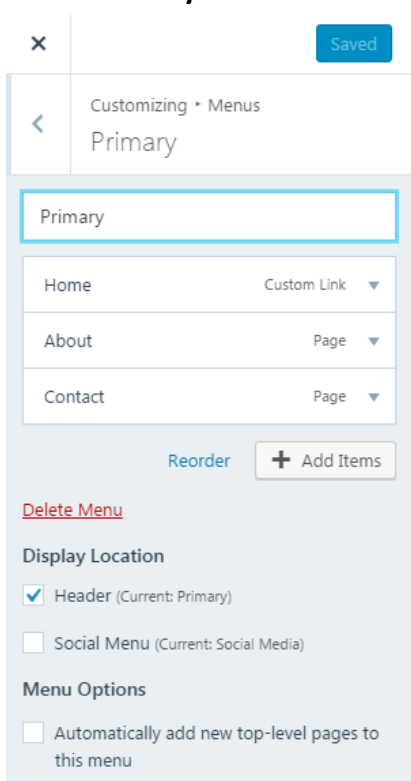 Saved
Customizing ‣ Menus
Primary
Primary
Home Custom Link
About Page
Contact Page
Reorder Add Items
Delete Menu
Display Location
Header (Current: Primary)
Social Menu (Current: Social Media)
Menu Options
Automatically add new top-level pages to
this menu